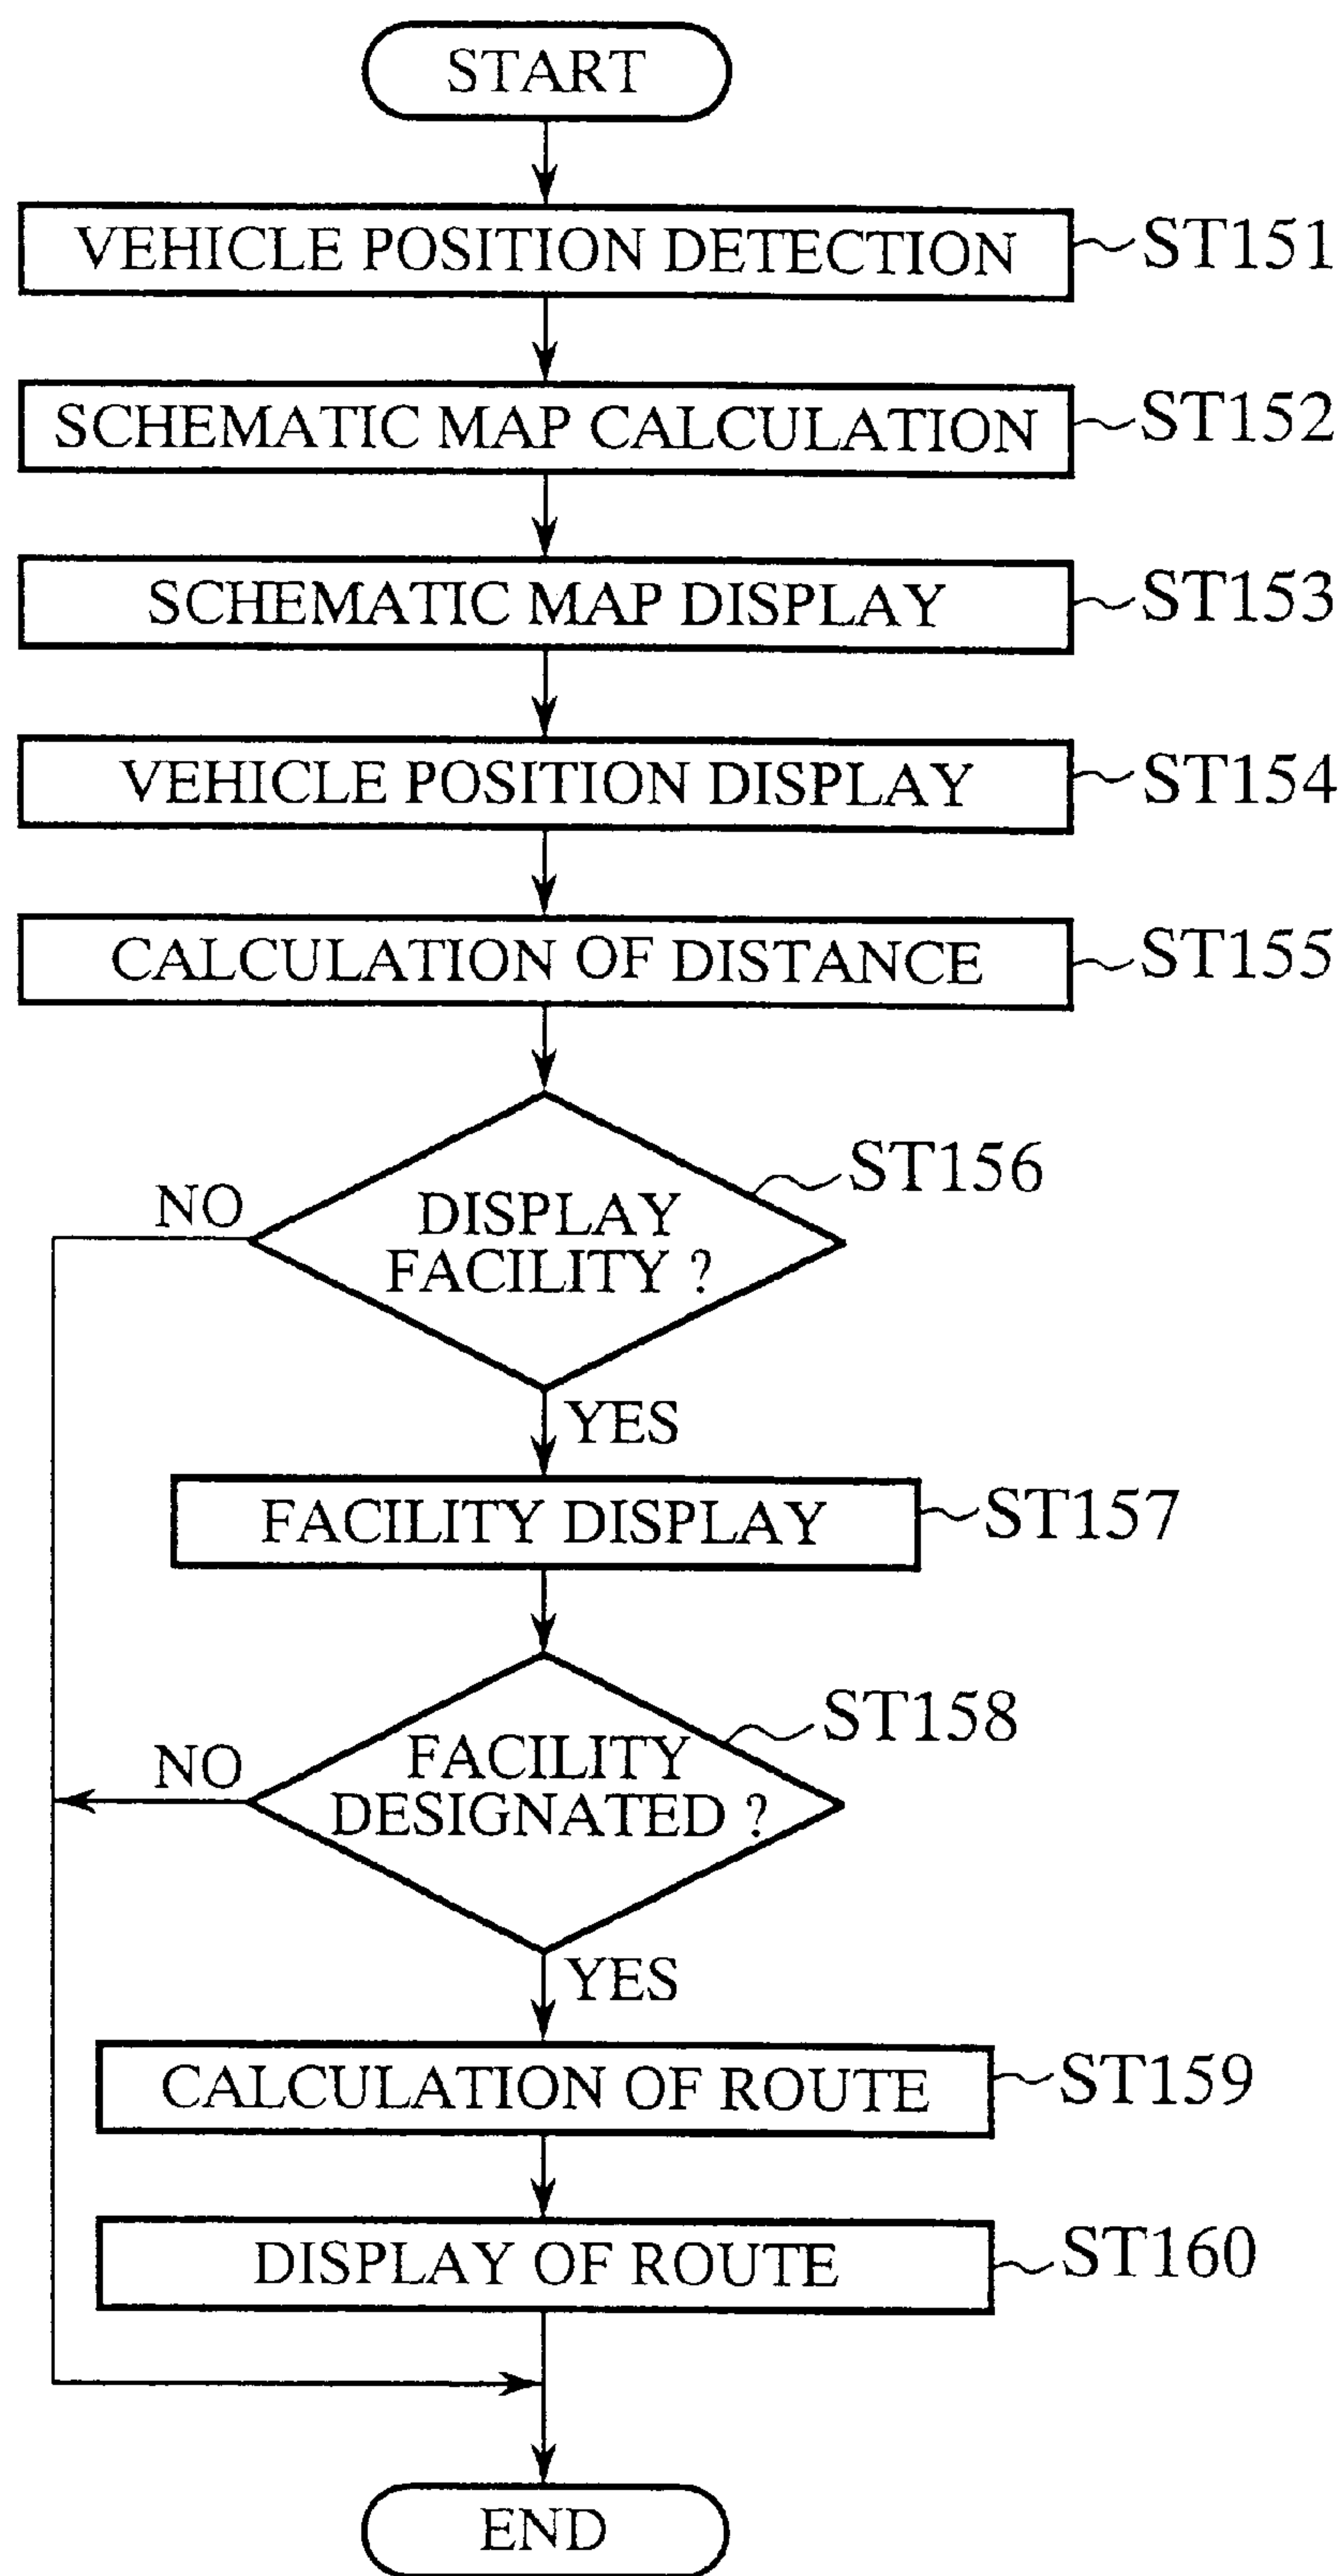 START
VEHICLE POSITION DETECTION
ST151
SCHEMATIC MAP CALCULATION
ST152
SCHEMATIC MAP DISPLAY
ST153
VEHICLE POSITION DISPLAY
ST154
CALCULATION OF DISTANCE
ST155
ST156
NO
DISPLAY
FACILITY ?
YES
FACILITY DISPLAY
ST157
ST158
NO
FACILITY
DESIGNATED ?
YES
CALCULATION OF ROUTE
ST159
DISPLAY OF ROUTE
ST160
END